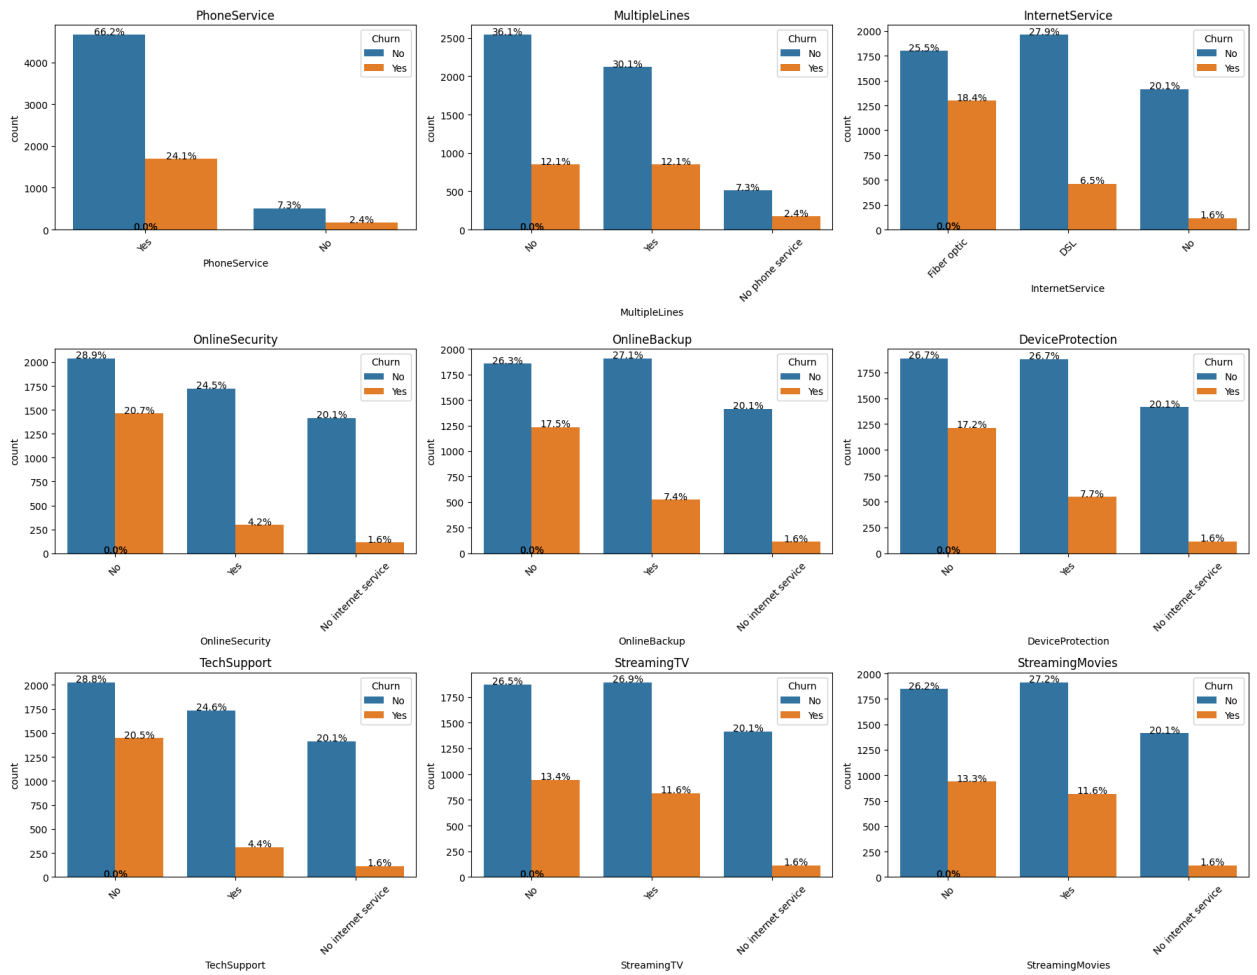 PhoneService
Churn
No
Yes
66.2%
24.1%
7.3%
2.4%
0.0%
4000
3000
2000
1000
0
count
Yes
No
PhoneService
MultipleLines
Churn
No
Yes
36.1%
30.1%
12.1%
12.1%
7.3%
2.4%
0.0%
2500
2000
1500
1000
500
0
count
No
Yes
No phone service
MultipleLines
InternetService
Churn
No
Yes
25.5%
27.9%
18.4%
20.1%
6.5%
1.6%
0.0%
2000
1750
1500
1250
1000
750
500
250
0
count
Fiber optic
DSL
No
InternetService
OnlineSecurity
Churn
No
Yes
28.9%
24.5%
20.7%
20.1%
4.2%
1.6%
0.0%
2000
1750
1500
1250
1000
750
500
250
0
count
No
Yes
No internet service
OnlineSecurity
OnlineBackup
Churn
No
Yes
26.3%
27.1%
17.5%
20.1%
7.4%
1.6%
0.0%
2000
1750
1500
1250
1000
750
500
250
0
count
No
Yes
No internet service
OnlineBackup
DeviceProtection
Churn
No
Yes
26.7%
26.7%
17.2%
20.1%
7.7%
1.6%
0.0%
1750
1500
1250
1000
750
500
250
0
count
No
Yes
No internet service
DeviceProtection
TechSupport
Churn
No
Yes
28.8%
24.6%
20.5%
20.1%
4.4%
1.6%
0.0%
2000
1750
1500
1250
1000
750
500
250
0
count
No
Yes
No internet service
TechSupport
StreamingTV
Churn
No
Yes
26.5%
26.9%
13.4%
20.1%
11.6%
1.6%
0.0%
1750
1500
1250
1000
750
500
250
0
count
No
Yes
No internet service
StreamingTV
StreamingMovies
Churn
No
Yes
26.2%
27.2%
13.3%
20.1%
11.6%
1.6%
0.0%
2000
1750
1500
1250
1000
750
500
250
0
count
No
Yes
No internet service
StreamingMovies